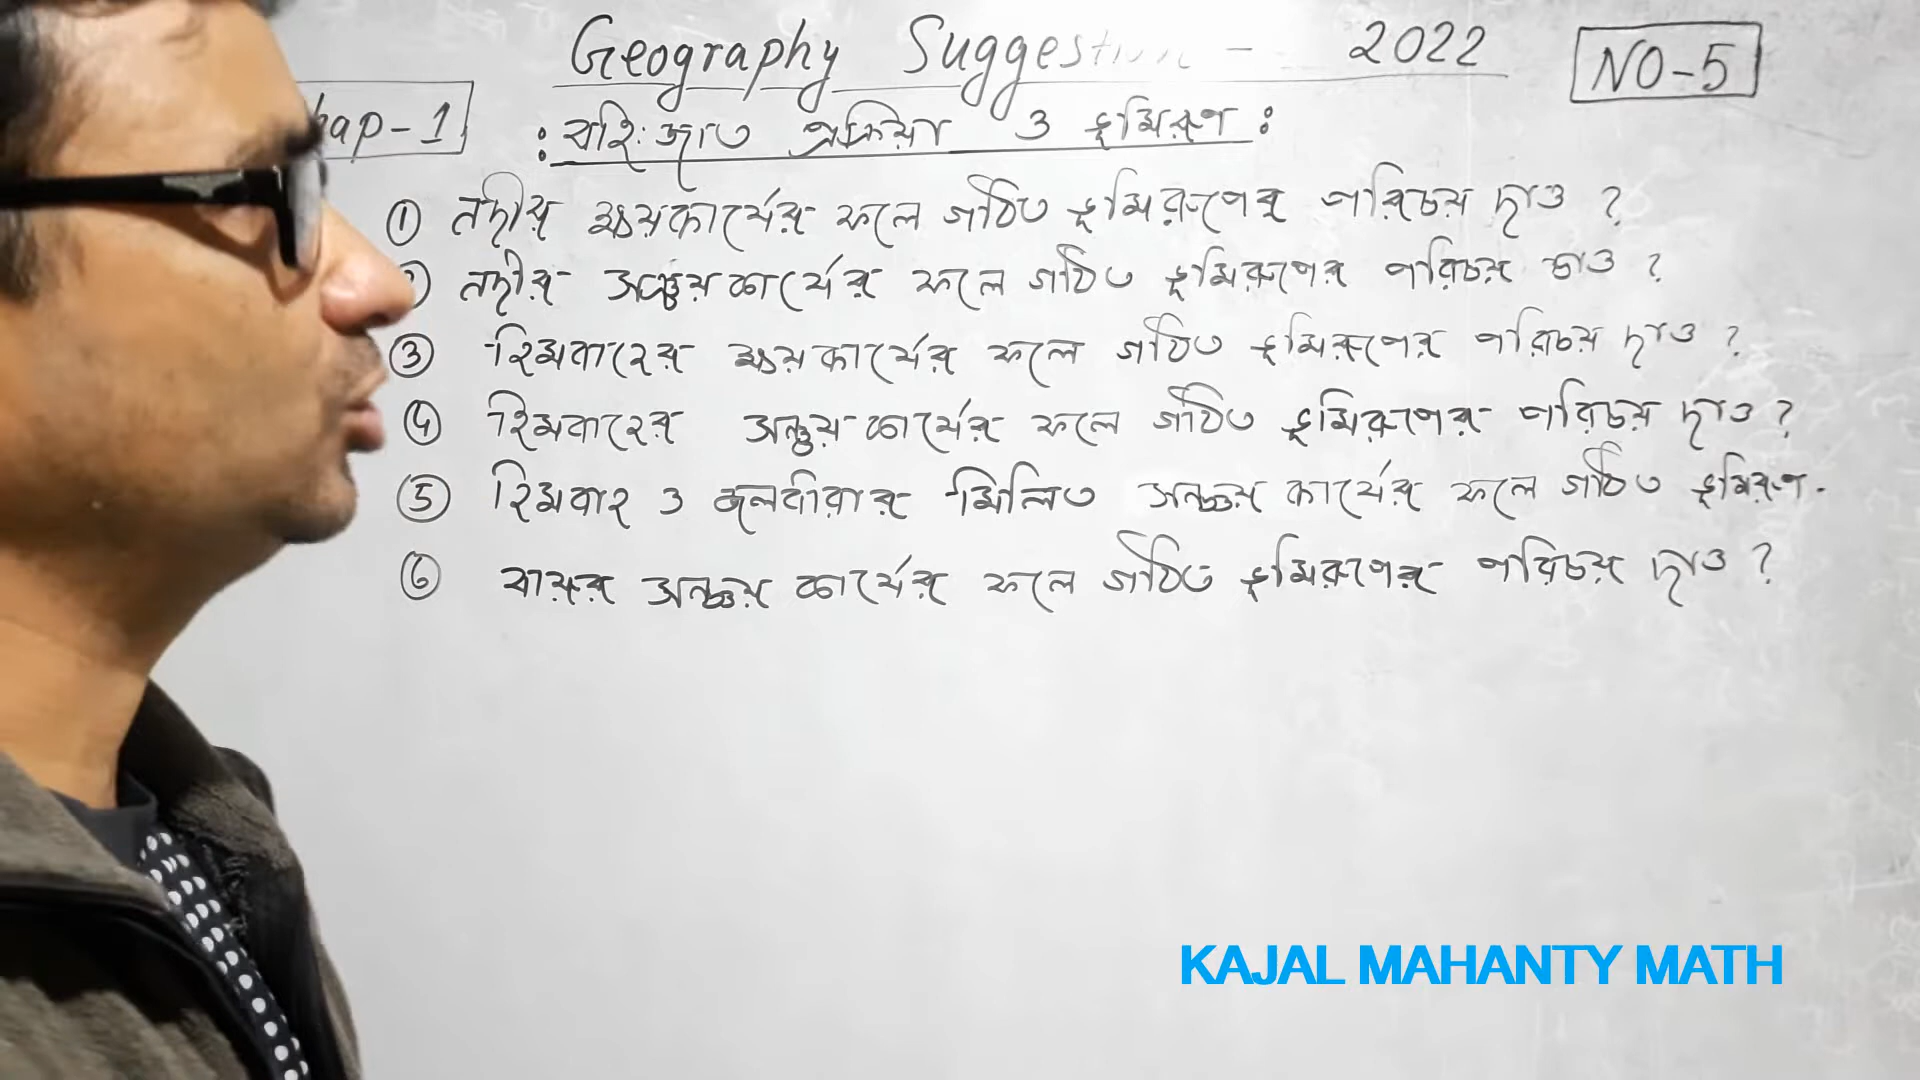 Geography Suggestion - 2022
NO-5
hap-1
: বহিঃজাত প্রক্রিয়া ও ভূমিরূপ :
① নদীর ক্ষয়কার্যের ফলে গঠিত ভূমিরূপের পরিচয় দাও ?
② নদীর সঞ্চয়কার্যের ফলে গঠিত ভূমিরূপের পরিচয় দাও ?
③ হিমবাহের ক্ষয়কার্যের ফলে গঠিত ভূমিরূপের পরিচয় দাও ?
④ হিমবাহের সঞ্চয়কার্যের ফলে গঠিত ভূমিরূপের পরিচয় দাও ?
⑤ হিমবাহ ও জলধারার মিলিত সঞ্চয় কার্যের ফলে গঠিত ভূমিরূপ.
⑥ বায়ুর সঞ্চয় কার্যের ফলে গঠিত ভূমিরূপের পরিচয় দাও ?
KAJAL MAHANTY MATH